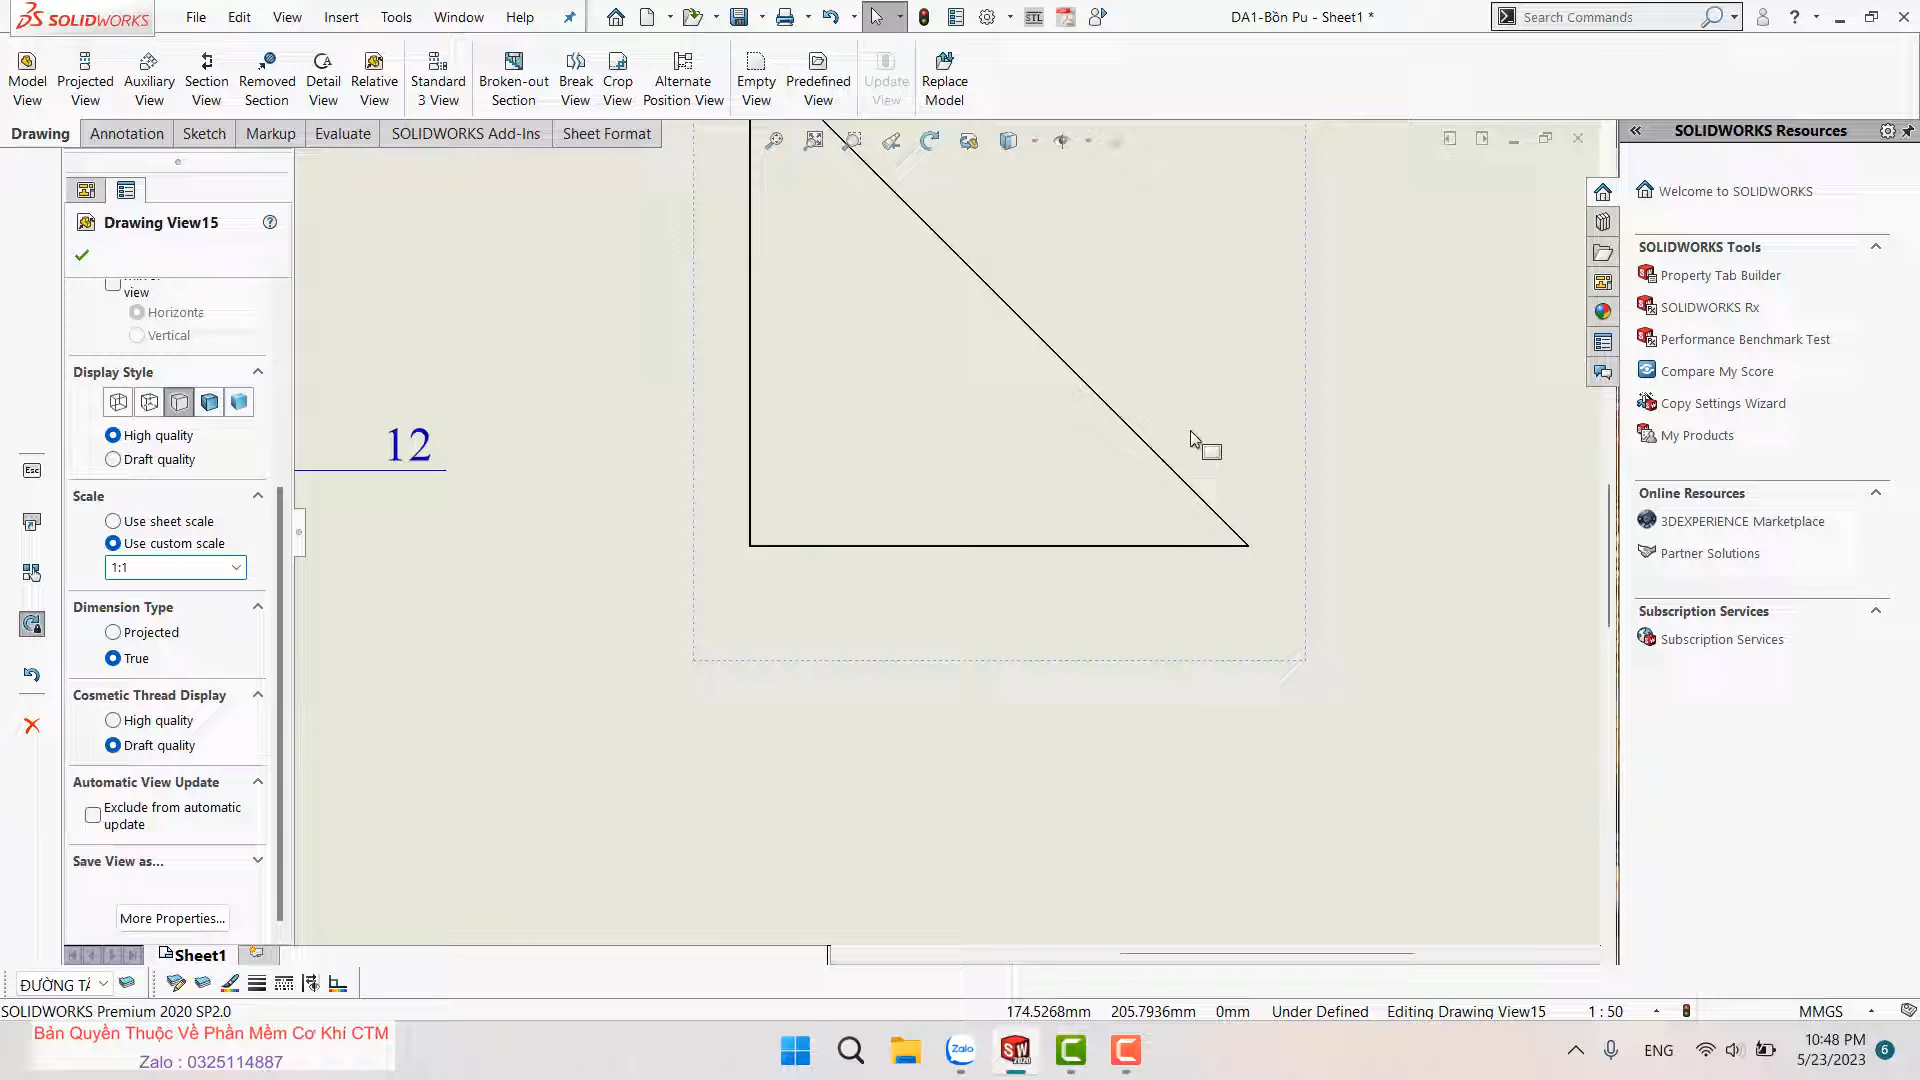 SOLIDWORKS
File Edit View Insert Tools Window Help
DA1-Bồn Pu - Sheet1 *
Search Commands
Model View
Projected View
Auxiliary View
Section View
Removed Section
Detail View
Relative View
Standard 3 View
Broken-out Section
Break View
Crop View
Alternate Position View
Empty View
Predefined View
Update View
Replace Model
Drawing Annotation Sketch Markup Evaluate SOLIDWORKS Add-Ins Sheet Format
Drawing View15
view
Horizonta
Vertical
Display Style
High quality
Draft quality
Scale
Use sheet scale
Use custom scale
1:1
Dimension Type
Projected
True
Cosmetic Thread Display
High quality
Draft quality
Automatic View Update
Exclude from automatic
update
Save View as...
More Properties...
Esc
12
SOLIDWORKS Resources
Welcome to SOLIDWORKS
SOLIDWORKS Tools
Property Tab Builder
SOLIDWORKS Rx
Performance Benchmark Test
Compare My Score
Copy Settings Wizard
My Products
Online Resources
3DEXPERIENCE Marketplace
Partner Solutions
Subscription Services
Subscription Services
Sheet1
ĐƯỜNG TÂ
SOLIDWORKS Premium 2020 SP2.0
174.5268mm 205.7936mm 0mm Under Defined Editing Drawing View15 1 : 50 MMGS
Bản Quyền Thuộc Về Phần Mềm Cơ Khí CTM
Zalo : 0325114887
ENG
10:48 PM
5/23/2023
6